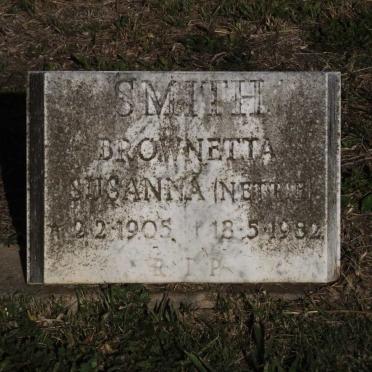 SMITH
BROWNETTA
SUSANNA (NETTIE)
* 2.2.1905 † 18.5.1982
R I P